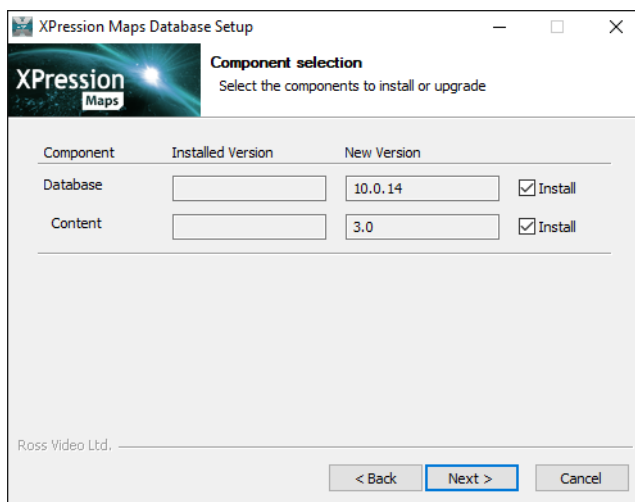 XPression Maps Database Setup
XPression
Maps
Component selection
Select the components to install or upgrade
Component Installed Version New Version
Database 10.0.14 Install
Content 3.0 Install
Ross Video Ltd.
< Back Next > Cancel